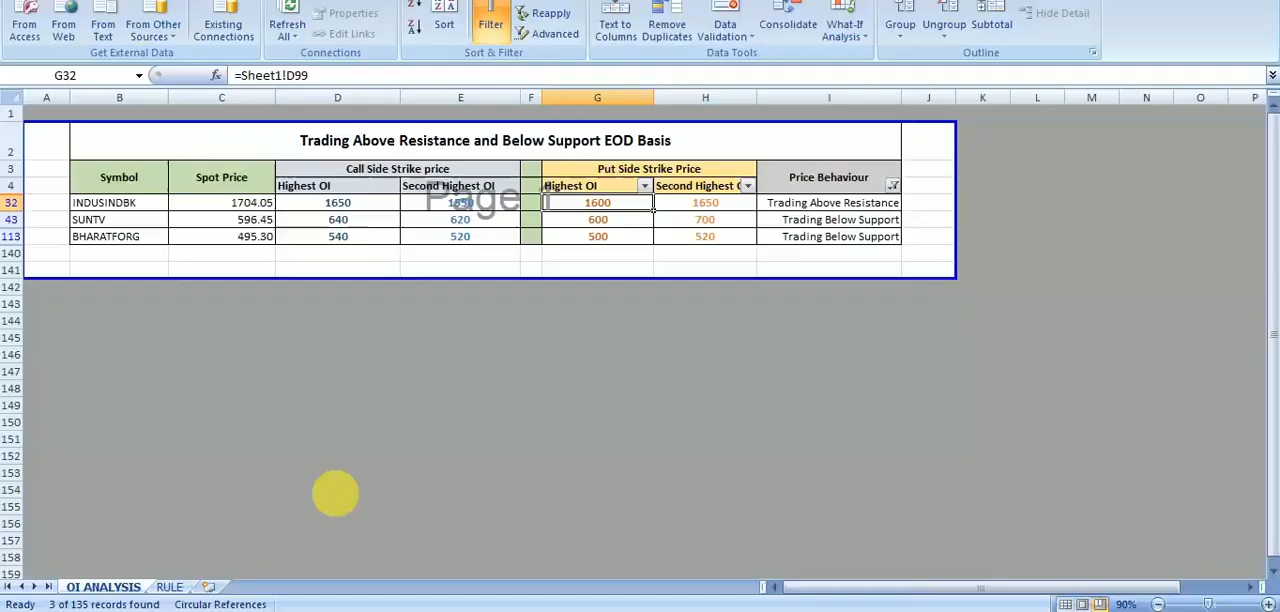 From Access
From Web
From Text
From Other Sources
Existing Connections
Refresh All
Properties
Edit Links
Sort
Filter
Reapply
Advanced
Text to Columns
Remove Duplicates
Data Validation
Consolidate
What-If Analysis
Group
Ungroup
Subtotal
Hide Detail
Get External Data
Connections
Sort & Filter
Data Tools
Outline
G32
fx
=Sheet1!D99
A B C D E F G H I J K L M N O P
1
2 Trading Above Resistance and Below Support EOD Basis
3 Symbol Spot Price Call Side Strike price Put Side Strike Price Price Behaviour
4 Highest OI Second Highest OI Highest OI Second Highest
32 INDUSINDBK 1704.05 1650 1550 1600 1650 Trading Above Resistance
43 SUNTV 596.45 640 620 600 700 Trading Below Support
113 BHARATFORG 495.30 540 520 500 520 Trading Below Support
140
141
142
143
144
145
146
147
148
149
150
151
152
153
154
155
156
157
158
159
Page
OI ANALYSIS
RULE
Ready
3 of 135 records found
Circular References
90%